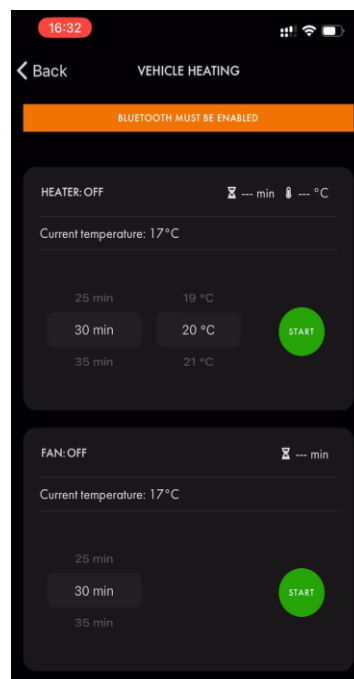 16:32
Back VEHICLE HEATING
BLUETOOTH MUST BE ENABLED
HEATER: OFF --- min --- °C
Current temperature: 17°C
25 min 19 °C
30 min 20 °C START
35 min 21 °C
FAN: OFF --- min
Current temperature: 17°C
25 min
30 min START
35 min